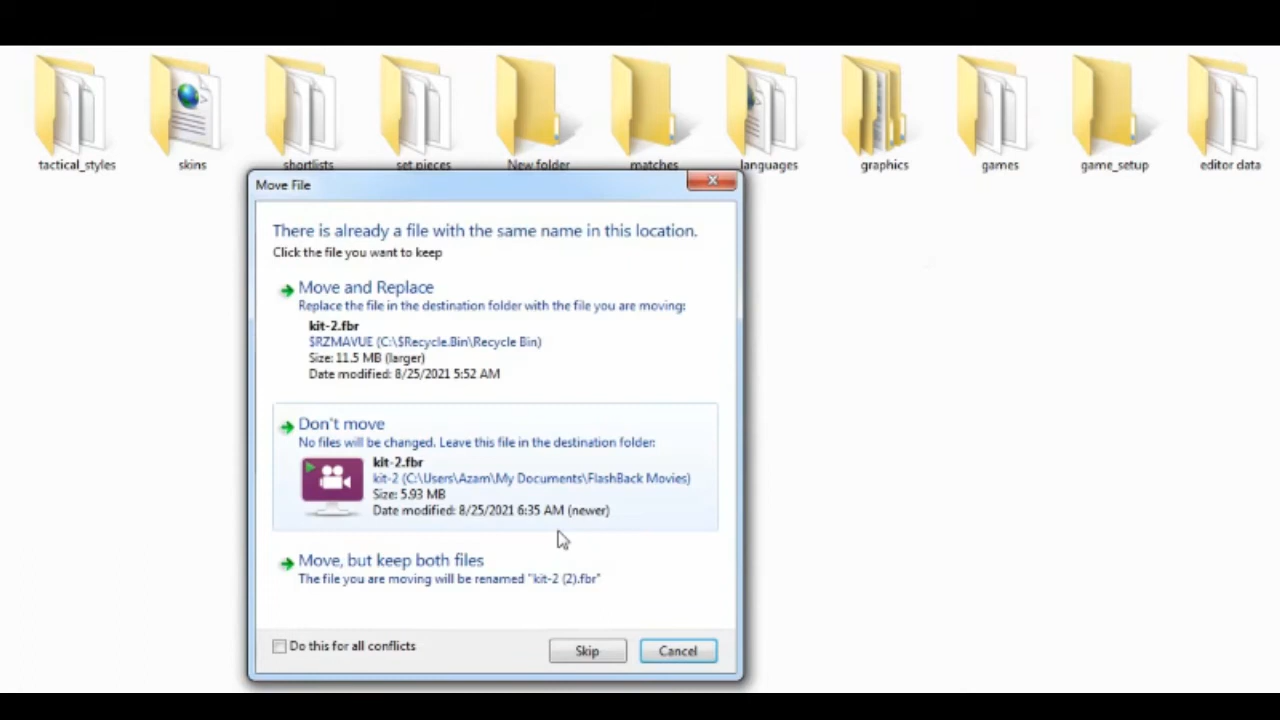 tactical_styles
skins
shortlists
set pieces
New folder
matches
languages
graphics
games
game_setup
editor data
Move File
There is already a file with the same name in this location.
Click the file you want to keep
Move and Replace
Replace the file in the destination folder with the file you are moving:
kit-2.fbr
$RZMAVUE (C:\$Recycle.Bin\Recycle Bin)
Size: 11.5 MB (larger)
Date modified: 8/25/2021 5:52 AM
Don't move
No files will be changed. Leave this file in the destination folder:
kit-2.fbr
kit-2 (C:\Users\Azam\My Documents\FlashBack Movies)
Size: 5.93 MB
Date modified: 8/25/2021 6:35 AM (newer)
Move, but keep both files
The file you are moving will be renamed "kit-2 (2).fbr"
Do this for all conflicts
Skip
Cancel